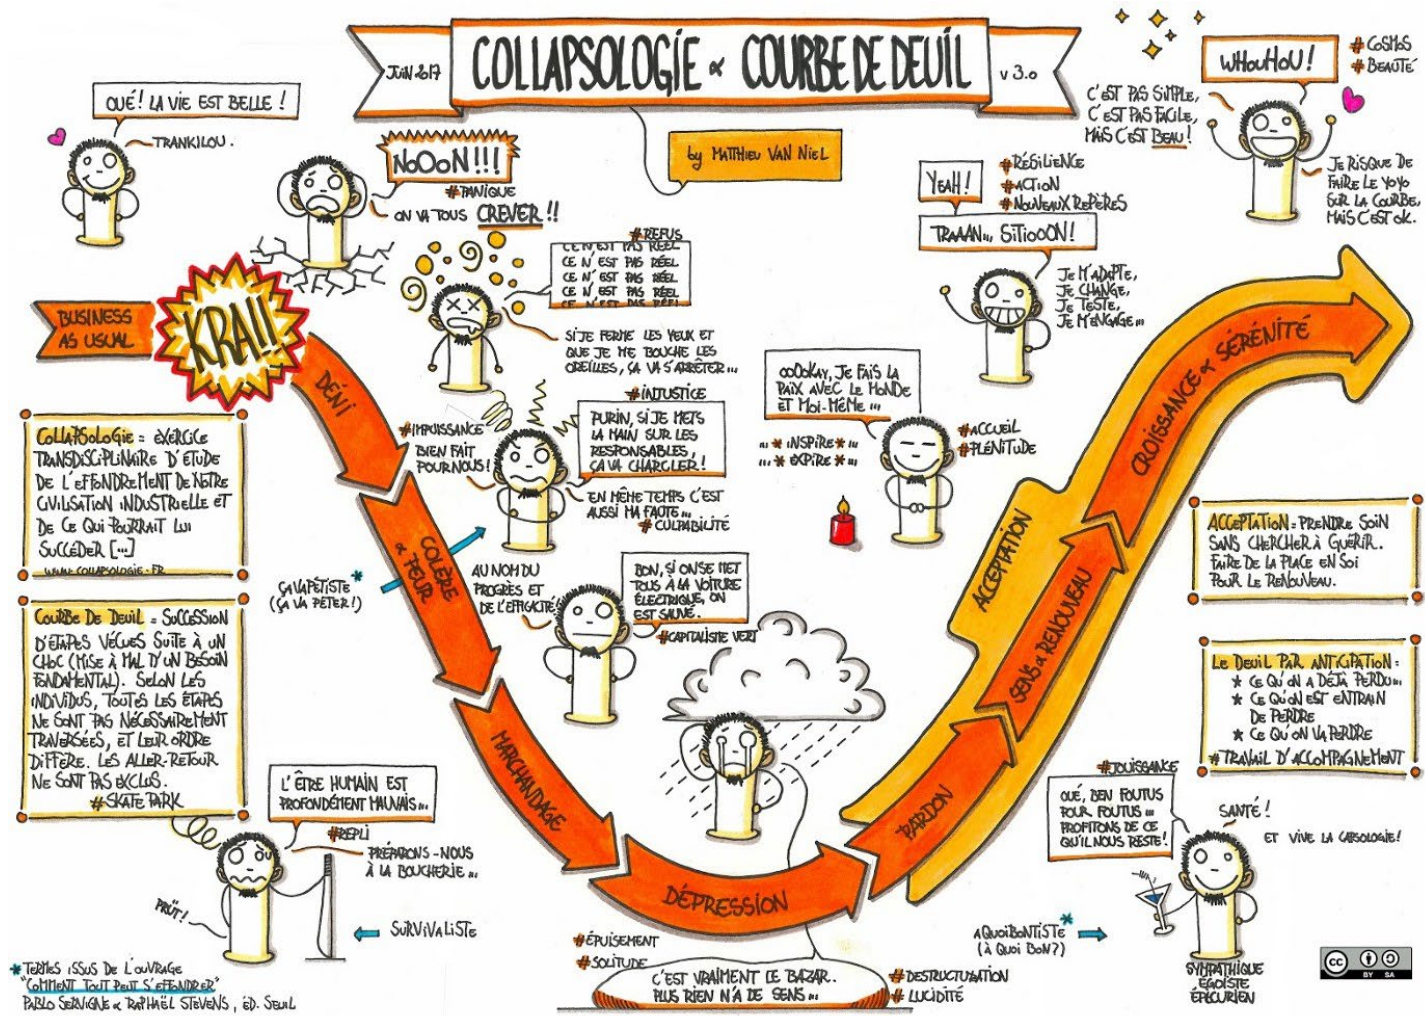 JUIN 2017
COLLAPSOLOGIE & COURBE DE DEUIL
v 3.0
by MATTHIEU VAN NIEL
OUÉ! LA VIE EST BELLE !
TRANKILOU.
NOOON!!!
#PANIQUE
ON VA TOUS CREVER !!
#REFUS
CE N'EST PAS RÉEL
CE N'EST PAS RÉEL
CE N'EST PAS RÉEL
CE N'EST PAS RÉEL
CE N'EST PAS RÉEL
SI JE FERME LES YEUX ET
QUE JE ME BOUCHE LES
OREILLES, ÇA VA S'ARRÊTER ...
WHOUHOU!
#COSMOS
#BEAUTÉ
C'EST PAS SIMPLE,
C'EST PAS FACILE,
MAIS C'EST BEAU !
JE RISQUE DE
FAIRE LE YOYO
SUR LA COURBE,
MAIS C'EST OK.
YEAH!
#RÉSILIENCE
#ACTION
#NOUVEAUX REPÈRES
TRAAAN... SITIOOON!
JE M'ADAPTE,
JE CHANGE,
JE TESTE,
JE M'ENGAGE...
BUSINESS
AS USUAL
KRAII
DÉNI
#INJUSTICE
#IMPUISSANCE
BIEN FAIT
POUR NOUS!
PURIN, SI JE METS
LA MAIN SUR LES
RESPONSABLES,
ÇA VA CHARCLER!
EN MÊME TEMPS C'EST
AUSSI MA FAUTE...
#CULPABILITÉ
OOOOKAY, JE FAIS LA
PAIX AVEC LE MONDE
ET MOI-MÊME ...
... * INSPIRE * ...
... * EXPIRE * ...
#ACCUEIL
#PLÉNITUDE
COLLAPSOLOGIE = EXERCICE
TRANSDISCIPLINAIRE D'ÉTUDE
DE L'EFFONDREMENT DE NOTRE
CIVILISATION INDUSTRIELLE ET
DE CE QUI POURRAIT LUI
SUCCÉDER [...]
www.COLLAPSOLOGIE.FR
COLÈRE
& PEUR
ÇAVAPÉTISTE*
(ÇA VA PÉTER!)
AU NOM DU
PROGRÈS ET
DE L'EFFICACITÉ
BON, SI ON SE MET
TOUS À LA VOITURE
ÉLECTRIQUE, ON
EST SAUVÉ.
#CAPITALISTE VERT
COURBE DE DEUIL = SUCCESSION
D'ÉTAPES VÉCUES SUITE À UN
CHOC (MISE À MAL D'UN BESOIN
FONDAMENTAL). SELON LES
INDIVIDUS, TOUTES LES ÉTAPES
NE SONT PAS NÉCESSAIREMENT
TRAVERSÉES, ET LEUR ORDRE
DIFFÈRE. LES ALLER-RETOUR
NE SONT PAS EXCLUS.
#SKATE PARK
MARCHANDAGE
DÉPRESSION
PARDON
SENS & RENOUVEAU
ACCEPTATION
CROISSANCE & SÉRÉNITÉ
ACCEPTATION = PRENDRE SOIN
SANS CHERCHER À GUÉRIR.
FAIRE DE LA PLACE EN SOI
POUR LE RENOUVEAU.
LE DEUIL PAR ANTICIPATION =
* CE QU'ON A DÉJÀ PERDU...
* CE QU'ON EST ENTRAIN
DE PERDRE
* CE QU'ON VA PERDRE
#TRAVAIL D'ACCOMPAGNEMENT
L'ÊTRE HUMAIN EST
PROFONDÉMENT MAUVAIS...
#REPLI
PRÉPARONS-NOUS
À LA BOUCHERIE ...
PRÛT!
SURVIVALISTE
#ÉPUISEMENT
#SOLITUDE
C'EST VRAIMENT LE BAZAR.
PLUS RIEN N'A DE SENS ...
#DESTRUCTURATION
#LUCIDITÉ
#JOUISSANCE
OUÉ, BEN FOUTUS
POUR FOUTUS ...
PROFITONS DE CE
QU'IL NOUS RESTE!
SANTÉ !
ET VIVE LA CAPSOLOGIE!
AQUOIBONTISTE*
(À QUOI BON?)
SYMPATHIQUE
ÉGOÏSTE
ÉPICURIEN
* TERMES ISSUS DE L'OUVRAGE
"COMMENT TOUT PEUT S'EFFONDRER"
PABLO SERVIGNE & RAPHAËL STEVENS, ÉD. SEUIL
cc BY SA